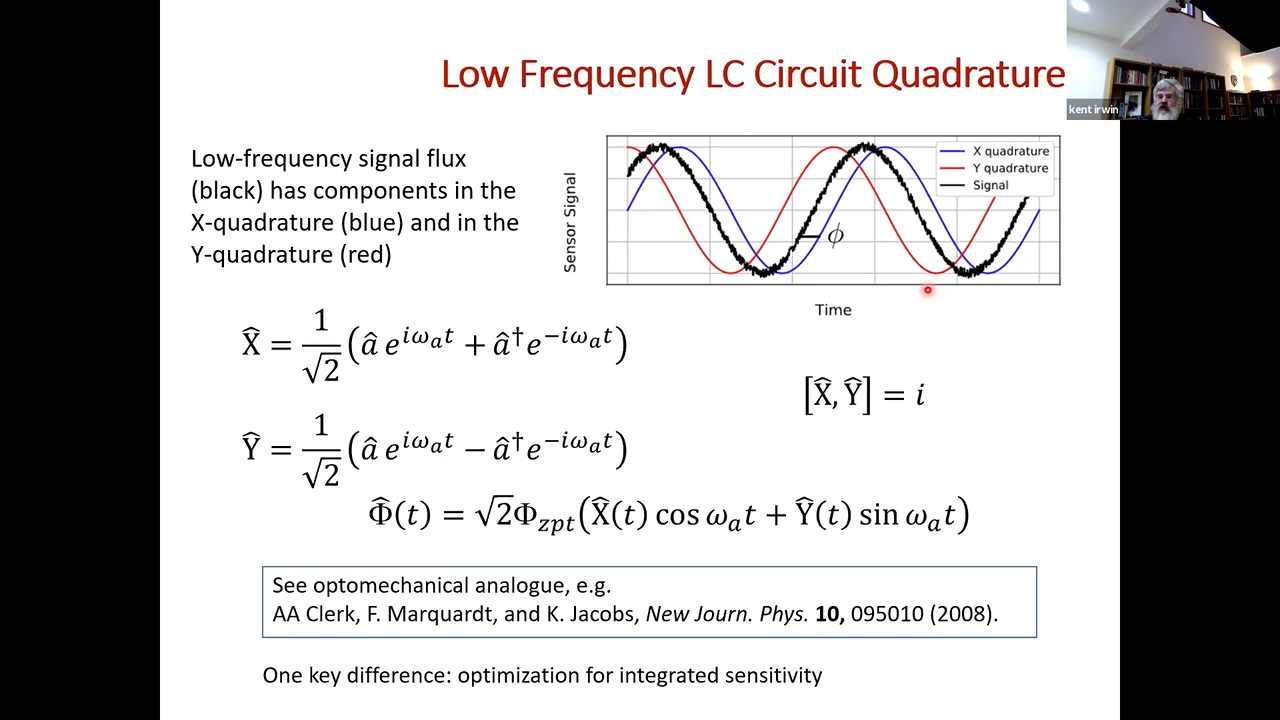 Low Frequency LC Circuit Quadrature
kent irwin
Low-frequency signal flux
(black) has components in the
X-quadrature (blue) and in the
Y-quadrature (red)
Sensor Signal
X quadrature
Y quadrature
Signal
ϕ
Time
X̂ = 1/√2 (â e^{iω_a t} + â† e^{−iω_a t})
[X̂, Ŷ] = i
Ŷ = 1/√2 (â e^{iω_a t} − â† e^{−iω_a t})
Φ̂(t) = √2Φ_{zpt}(X̂(t) cos ω_a t + Ŷ(t) sin ω_a t)
See optomechanical analogue, e.g.
AA Clerk, F. Marquardt, and K. Jacobs, New Journ. Phys. 10, 095010 (2008).
One key difference: optimization for integrated sensitivity